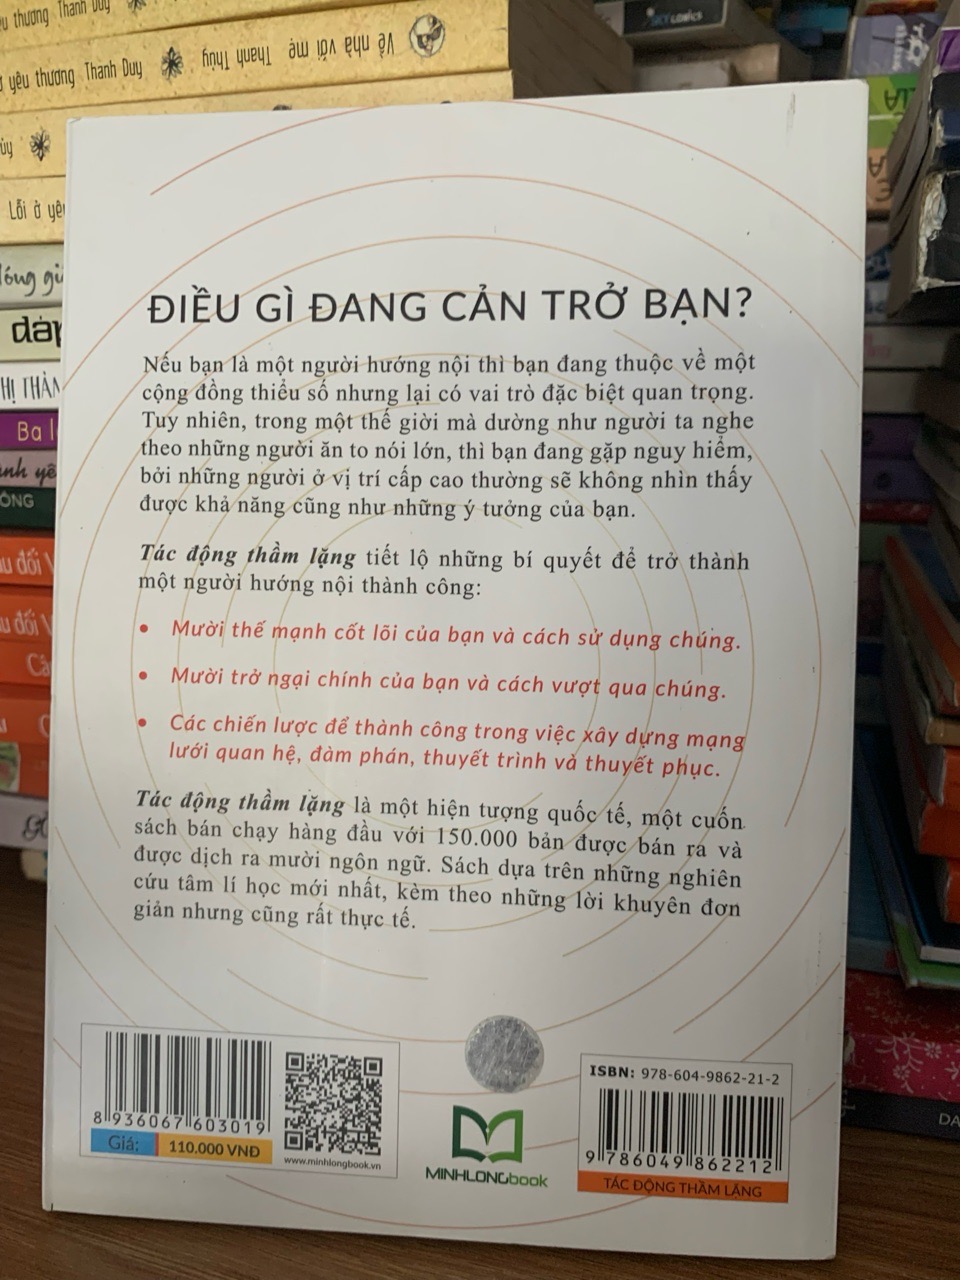 yêu thương Thanh Duy
Về nhà với mẹ Thanh Thụy
Lỗi ở
Ba
ĐIỀU GÌ ĐANG CẢN TRỞ BẠN?
Nếu bạn là một người hướng nội thì bạn đang thuộc về một
cộng đồng thiểu số nhưng lại có vai trò đặc biệt quan trọng.
Tuy nhiên, trong một thế giời mà dường như người ta nghe
theo những người ăn to nói lớn, thì bạn đang gặp nguy hiểm,
bởi những người ở vị trí cấp cao thường sẽ không nhìn thấy
được khả năng cũng như những ý tưởng của bạn.
Tác động thầm lặng tiết lộ những bí quyết để trở thành
một người hướng nội thành công:
• Mười thế mạnh cốt lõi của bạn và cách sử dụng chúng.
• Mười trở ngại chính của bạn và cách vượt qua chúng.
• Các chiến lược để thành công trong việc xây dựng mạng
lưới quan hệ, đàm phán, thuyết trình và thuyết phục.
Tác động thầm lặng là một hiện tượng quốc tế, một cuốn
sách bán chạy hàng đầu với 150.000 bản được bán ra và
được dịch ra mười ngôn ngữ. Sách dựa trên những nghiên
cứu tâm lí học mới nhất, kèm theo những lời khuyên đơn
giản nhưng cũng rất thực tế.
8 936067 603019
Giá: 110.000 VNĐ
www.minhlongbook.vn
MINHLONGbook
ISBN: 978-604-9862-21-2
9 786049 862212
TÁC ĐỘNG THẦM LẶNG